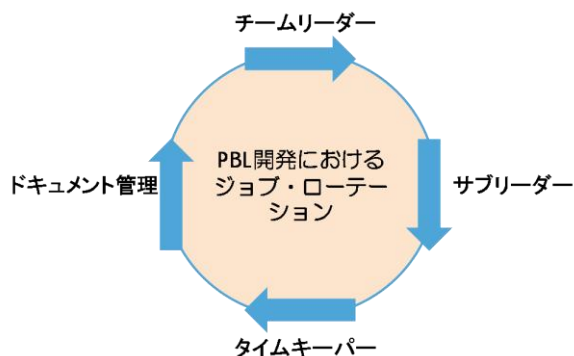 チームリーダー
PBL開発における
ジョブ・ローテー
ション
ドキュメント管理
サブリーダー
タイムキーパー